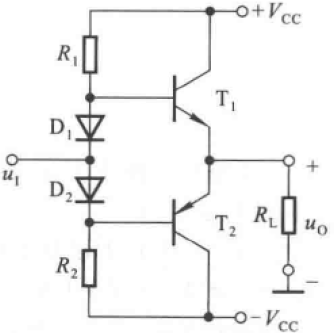 +V_CC
R_1
T_1
D_1
u_I
+
D_2
T_2
R_L
u_O
R_2
−
−V_CC